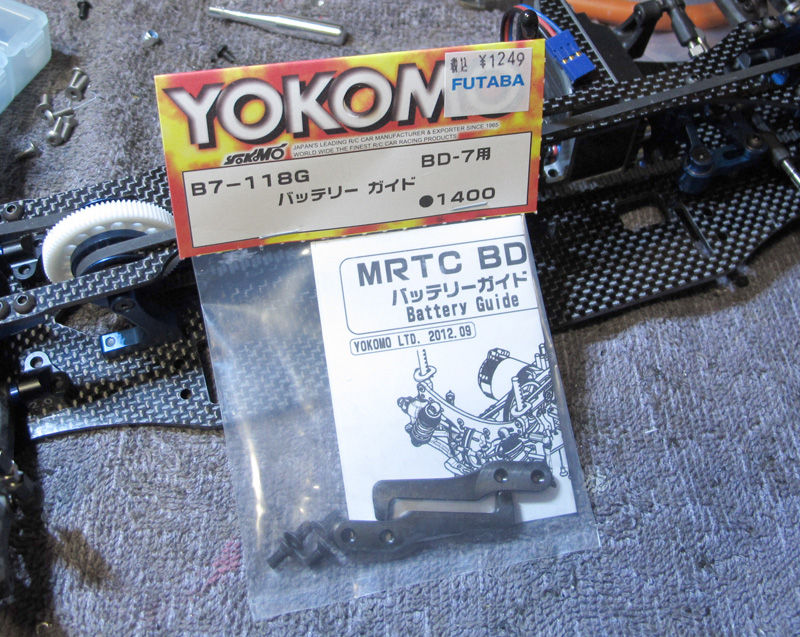 税込 ¥1249
FUTABA
YOKOMO
YOKOMO
JAPAN'S LEADING R/C CAR MANUFACTURER & EXPORTER SINCE 1965
WORLD WIDE THE FINEST R/C CAR RACING PRODUCTS
B7-118G BD-7用
バッテリー ガイド ●1400
MRTC BD
バッテリーガイド
Battery Guide
YOKOMO LTD. 2012.09